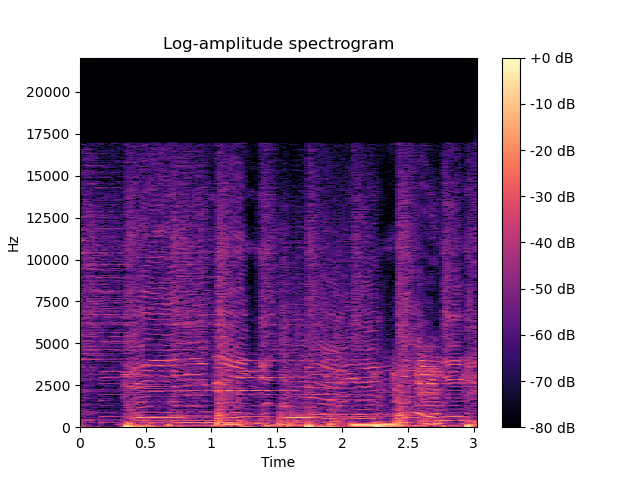 Log-amplitude spectrogram
20000
17500
15000
12500
10000
7500
5000
2500
0
Hz
0 0.5 1 1.5 2 2.5 3
Time
+0 dB
-10 dB
-20 dB
-30 dB
-40 dB
-50 dB
-60 dB
-70 dB
-80 dB